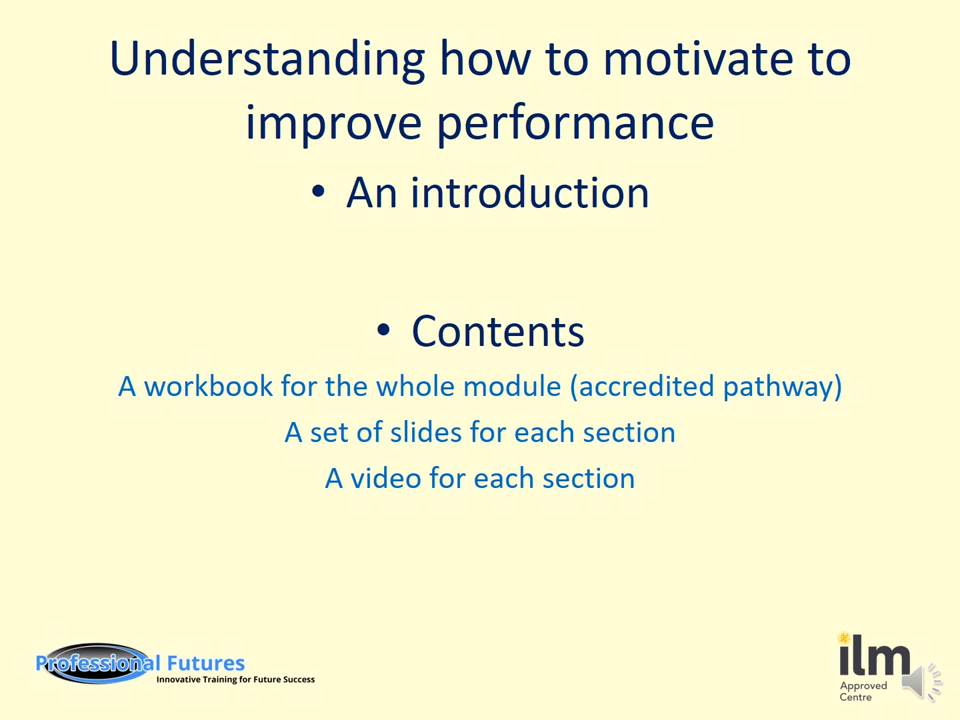 Understanding how to motivate to
improve performance
• An introduction
• Contents
A workbook for the whole module (accredited pathway)
A set of slides for each section
A video for each section
Professional Futures
Innovative Training for Future Success
ilm
Approved
Centre